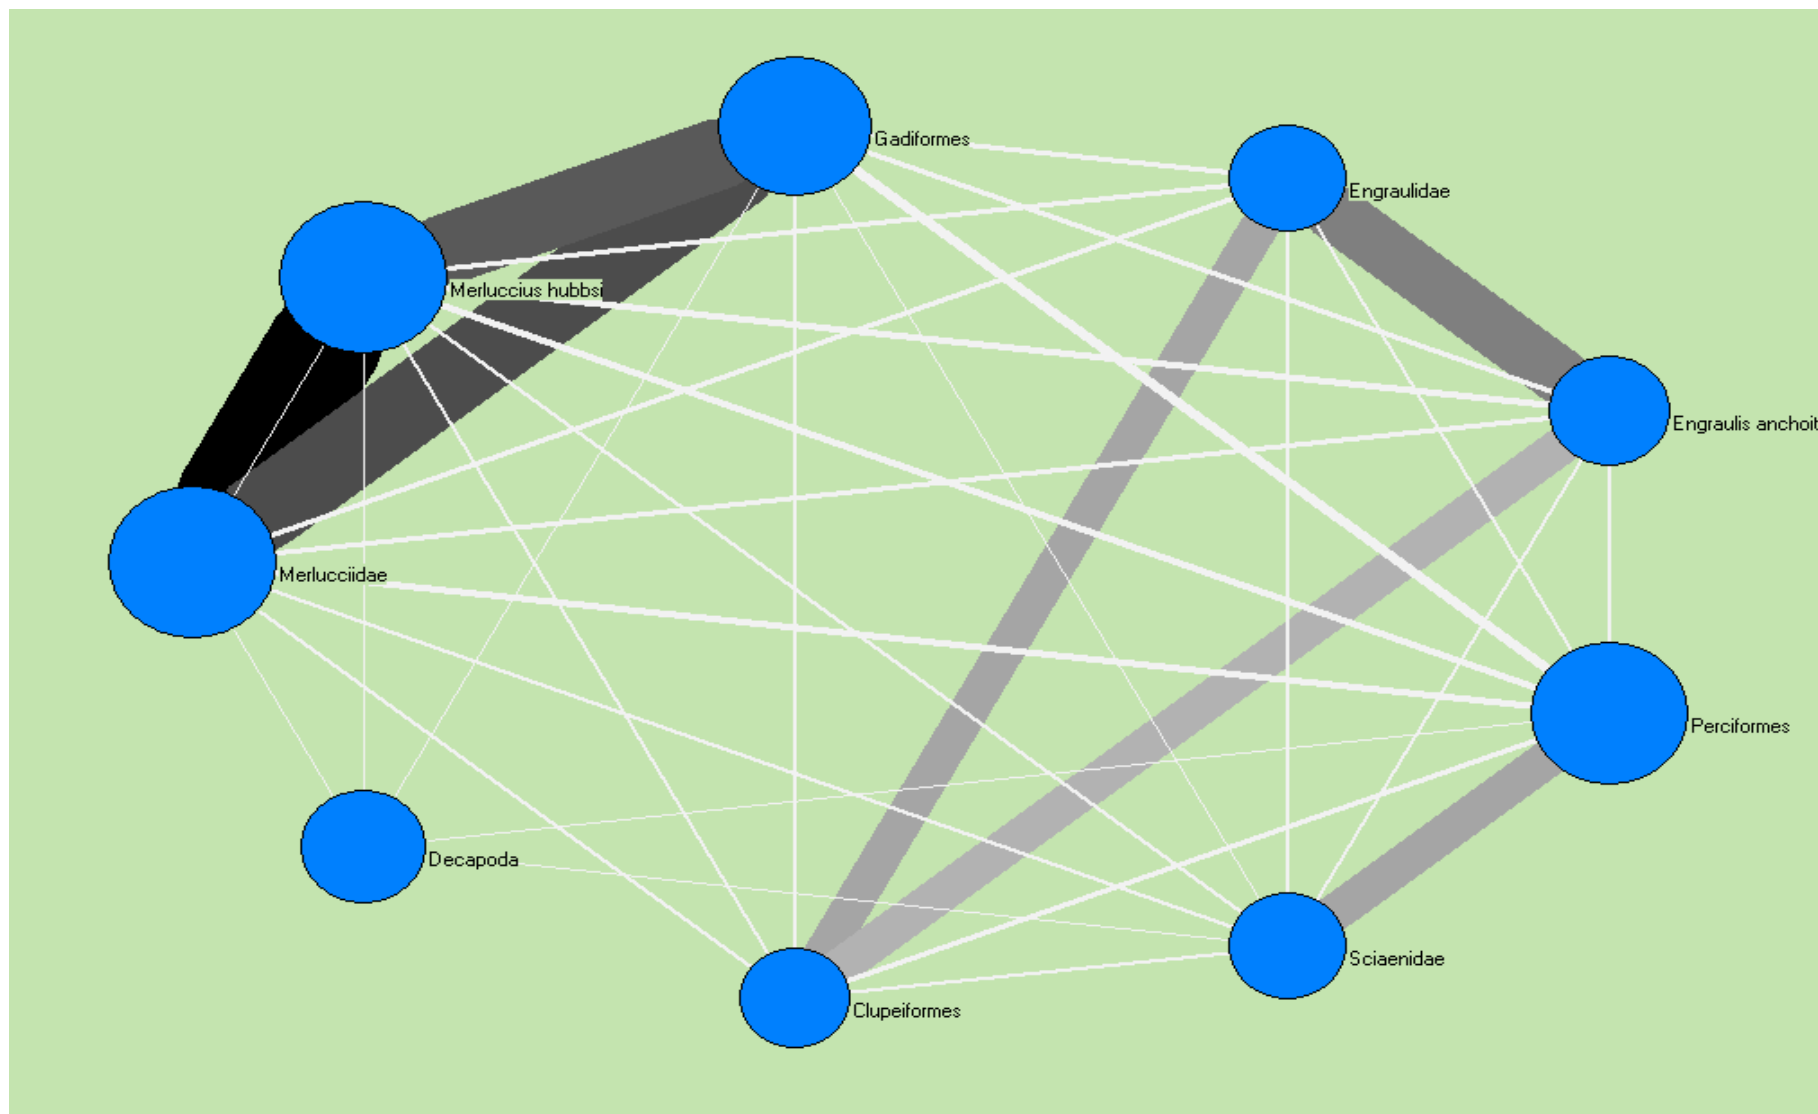 Gadiformes
Engraulidae
Merluccius hubbsi
Engraulis anchoit
Merlucciidae
Perciformes
Decapoda
Sciaenidae
Clupeiformes